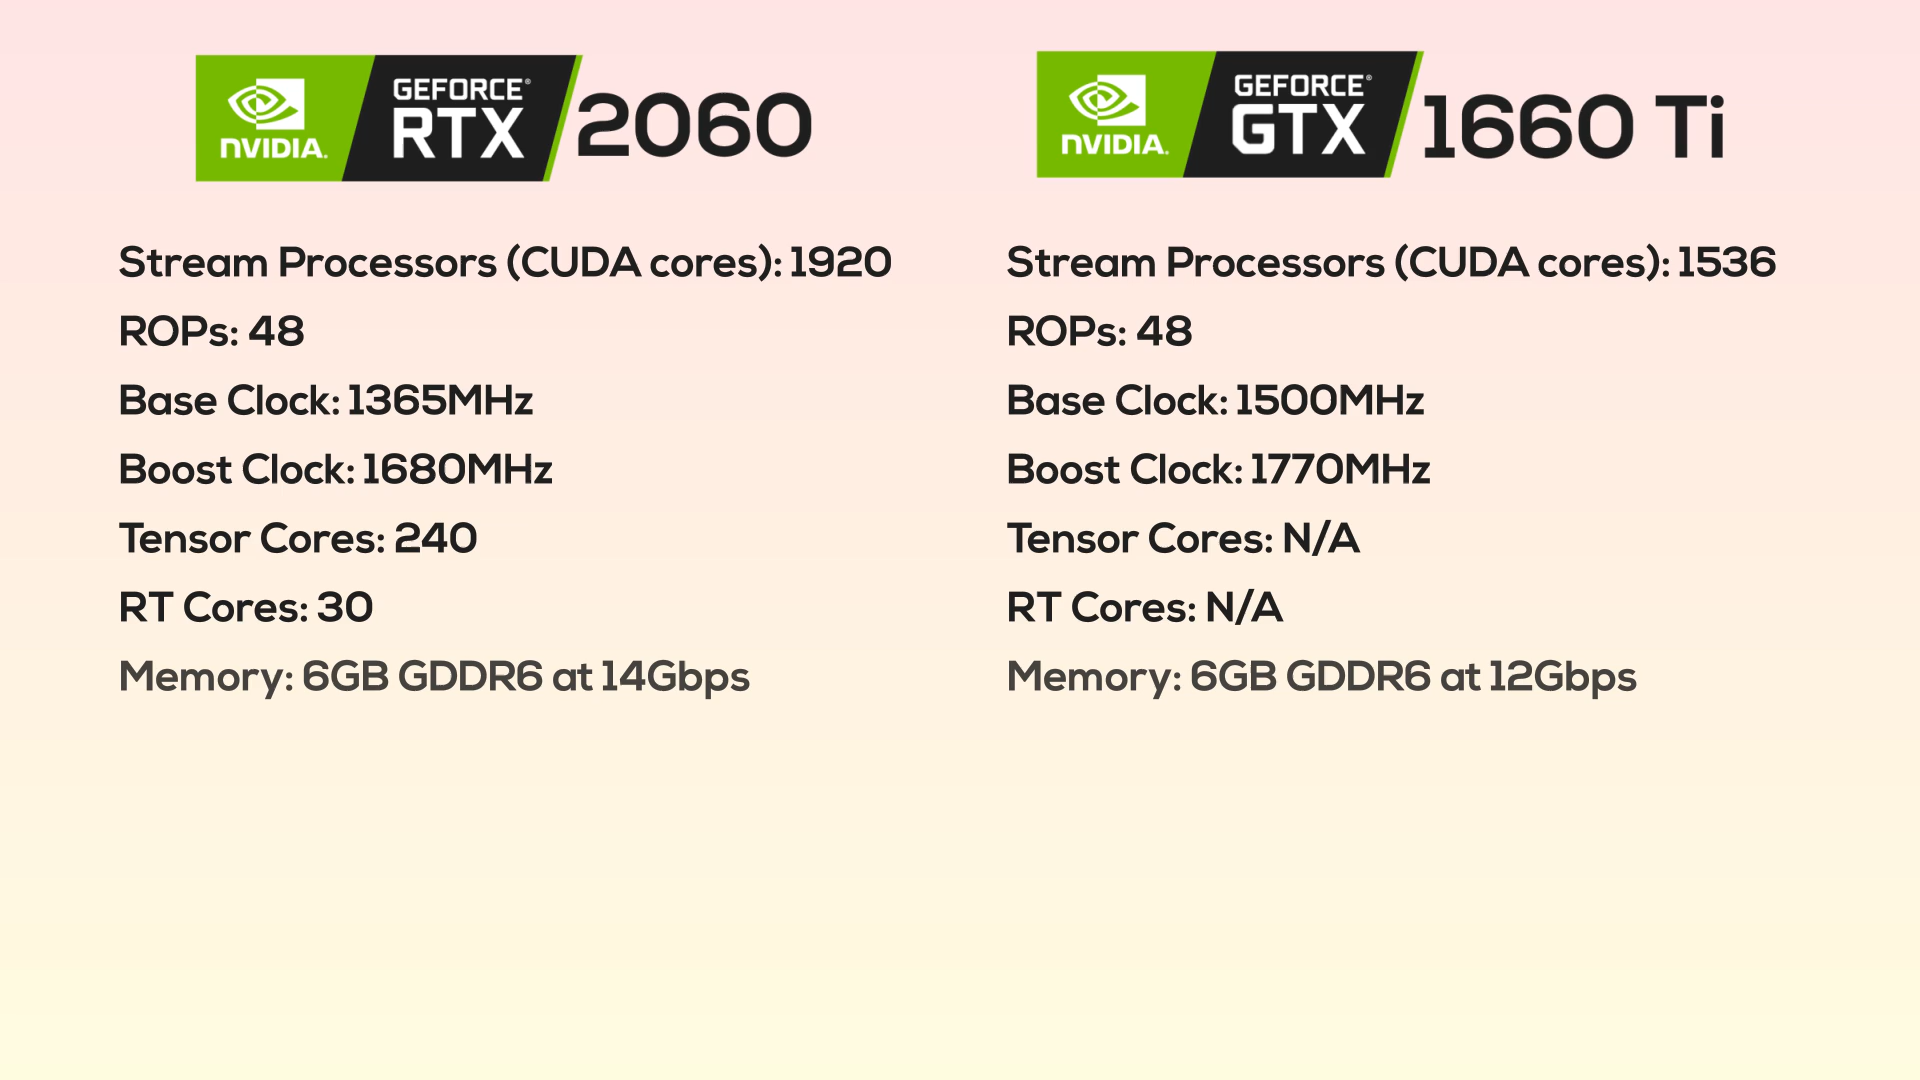 NVIDIA. GEFORCE® RTX 2060
Stream Processors (CUDA cores): 1920
ROPs: 48
Base Clock: 1365MHz
Boost Clock: 1680MHz
Tensor Cores: 240
RT Cores: 30
Memory: 6GB GDDR6 at 14Gbps
NVIDIA. GEFORCE® GTX 1660 Ti
Stream Processors (CUDA cores): 1536
ROPs: 48
Base Clock: 1500MHz
Boost Clock: 1770MHz
Tensor Cores: N/A
RT Cores: N/A
Memory: 6GB GDDR6 at 12Gbps